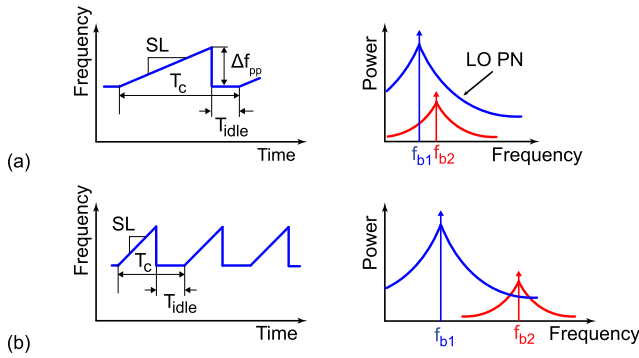 Frequency
SL
Δfpp
Tc
Tidle
Time
(a)
Power
LO PN
fb1
fb2
Frequency
Frequency
SL
Tc
Tidle
Time
(b)
Power
fb1
fb2
Frequency